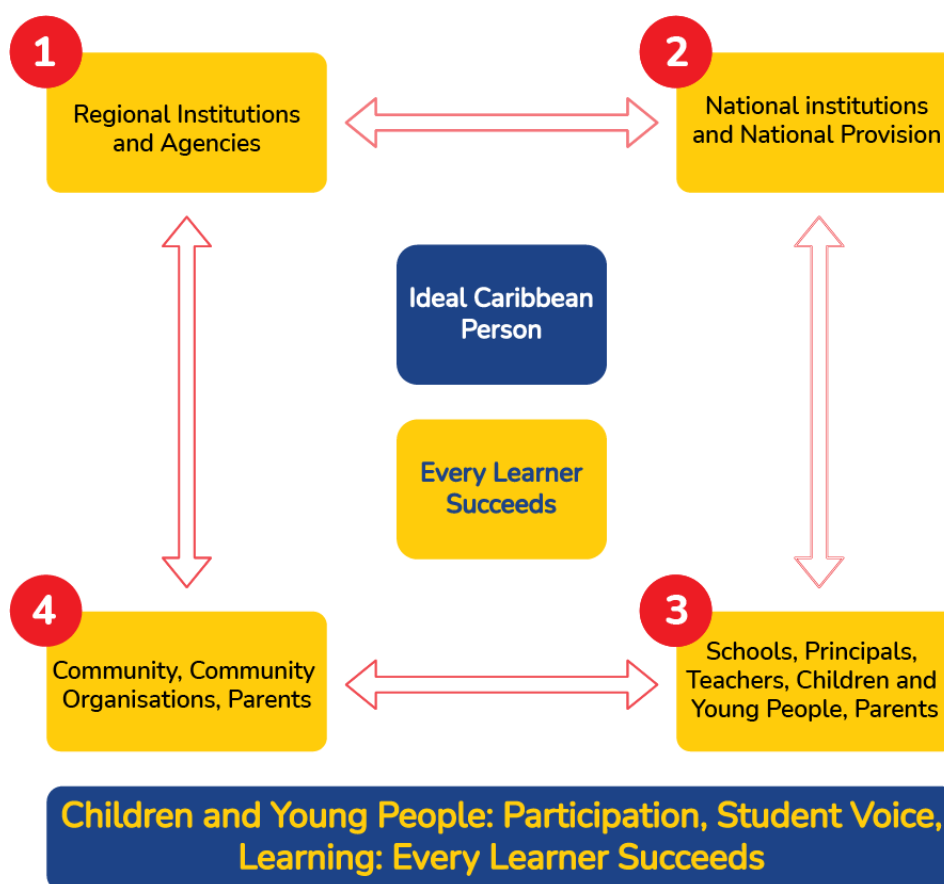 1
Regional Institutions
and Agencies
2
National institutions
and National Provision
Ideal Caribbean
Person
Every Learner
Succeeds
4
Community, Community
Organisations, Parents
3
Schools, Principals,
Teachers, Children and
Young People, Parents
Children and Young People: Participation, Student Voice,
Learning: Every Learner Succeeds